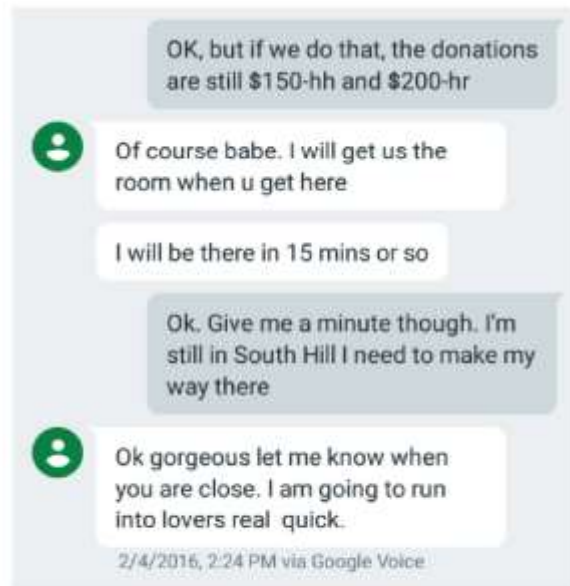 OK, but if we do that, the donations
are still $150-hh and $200-hr
Of course babe. I will get us the
room when u get here
I will be there in 15 mins or so
Ok. Give me a minute though. I'm
still in South Hill I need to make my
way there
Ok gorgeous let me know when
you are close. I am going to run
into lovers real quick.
2/4/2016, 2:24 PM via Google Voice